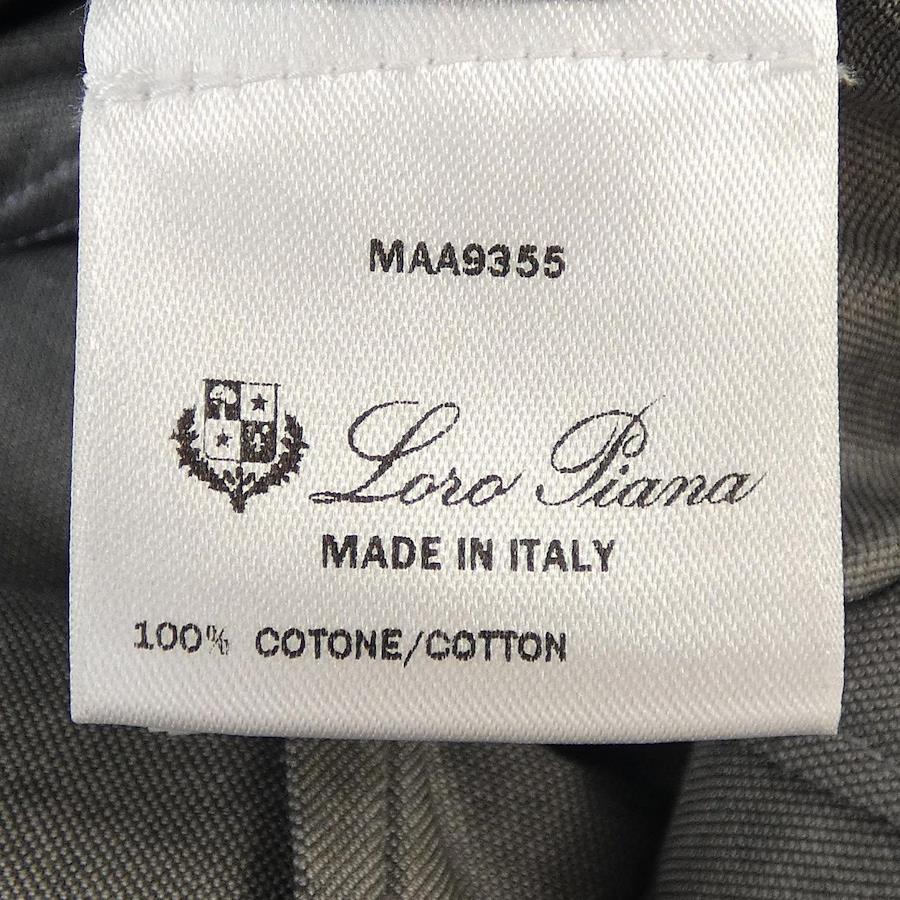 MAA9355
Loro Piana
MADE IN ITALY
100% COTONE/COTTON